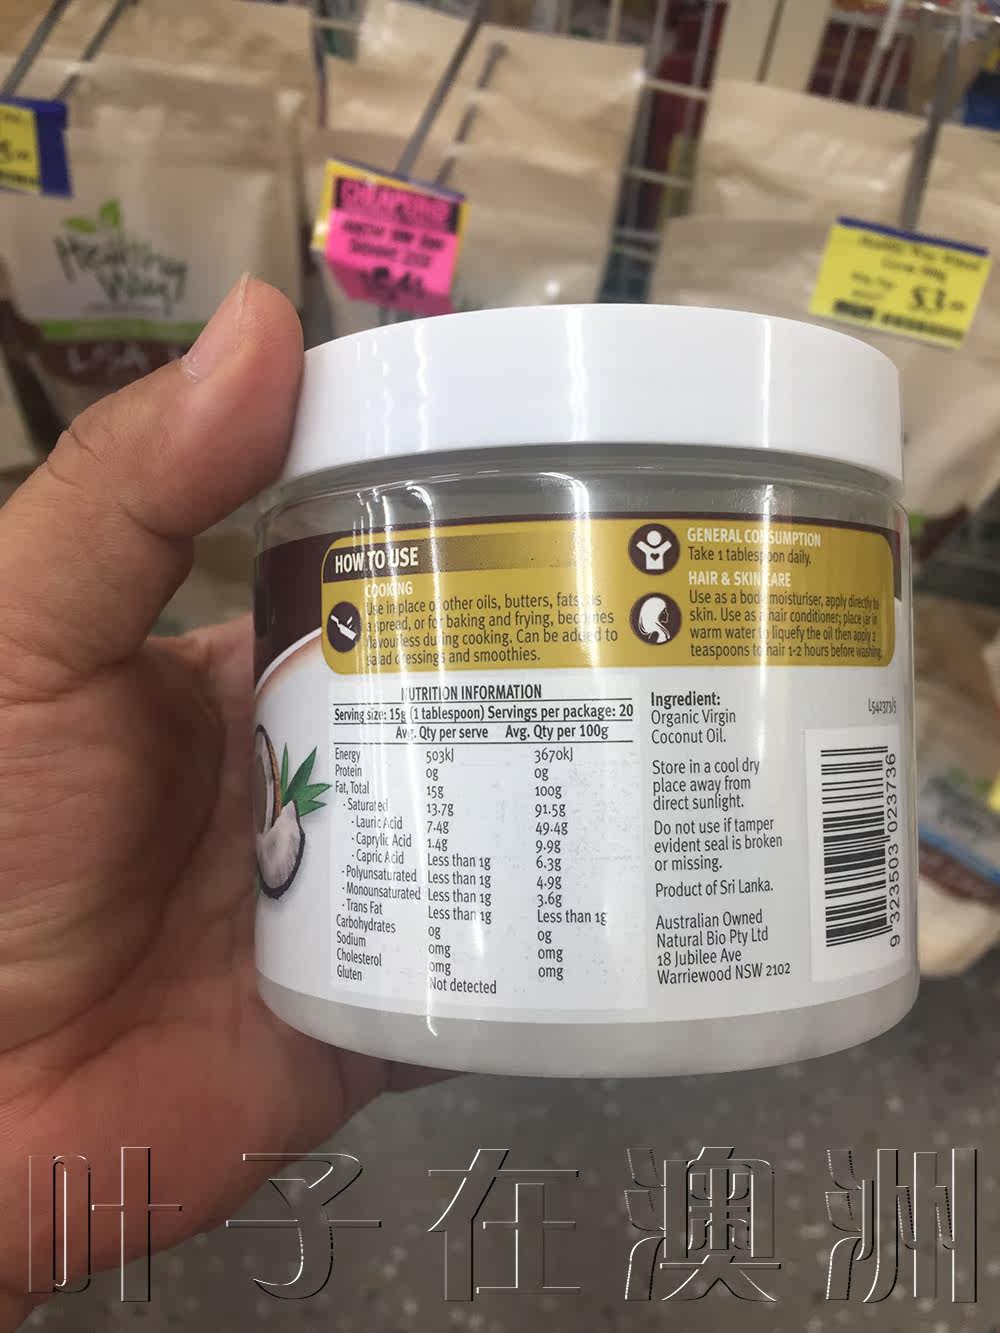 Healthy
Way
LSA
$3.00
HOW TO USE
COOKING
Use in place of other oils, butters, fats, as
a spread, or for baking and frying, becomes
flavourless during cooking. Can be added to
salad dressings and smoothies.
GENERAL CONSUMPTION
Take 1 tablespoon daily.
HAIR & SKIN CARE
Use as a body moisturiser, apply directly to
skin. Use as a hair conditioner; place jar in
warm water to liquefy the oil then apply 2
teaspoons to hair 1-2 hours before washing.
NUTRITION INFORMATION
Serving size: 15g (1 tablespoon) Servings per package: 20
Avg. Qty per serve Avg. Qty per 100g
Energy 503kJ 3670kJ
Protein 0g 0g
Fat, Total 15g 100g
- Saturated 13.7g 91.5g
- Lauric Acid 7.4g 49.4g
- Caprylic Acid 1.4g 9.9g
- Capric Acid Less than 1g 6.3g
- Polyunsaturated Less than 1g 4.9g
- Monounsaturated Less than 1g 3.6g
- Trans Fat Less than 1g Less than 1g
Carbohydrates 0g 0g
Sodium 0mg 0mg
Cholesterol 0mg 0mg
Gluten Not detected
Ingredient:
Organic Virgin
Coconut Oil.
Store in a cool dry
place away from
direct sunlight.
Do not use if tamper
evident seal is broken
or missing.
Product of Sri Lanka.
Australian Owned
Natural Bio Pty Ltd
18 Jubilee Ave
Warriewood NSW 2102
L542373/5
9 323503 023736
叶子在澳洲